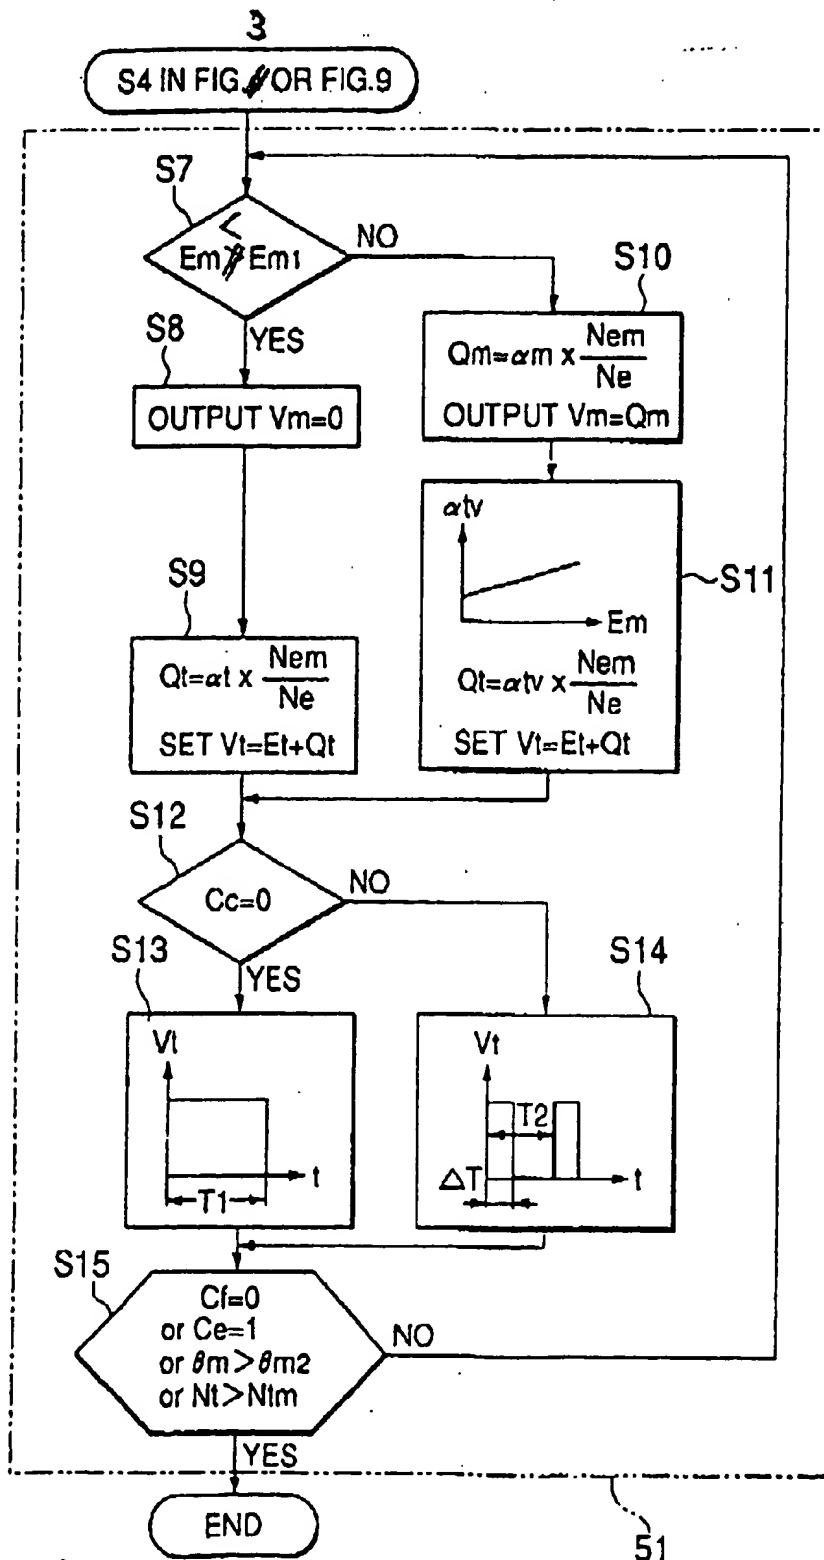 3
S4 IN FIG. OR FIG.9
S7
<
Em Em1
NO
YES
S8
OUTPUT Vm=0
S10
Qm=αm x Nem
Ne
OUTPUT Vm=Qm
S9
Qt=αt x Nem
Ne
SET Vt=Et+Qt
αtv
Em
S11
Qt=αtv x Nem
Ne
SET Vt=Et+Qt
S12
Cc=0
NO
YES
S13
Vt
t
T1
S14
Vt
T2
ΔT
t
S15
Cf=0
or Ce=1
or θm>θm2
or Nt>Ntm
NO
YES
END
51